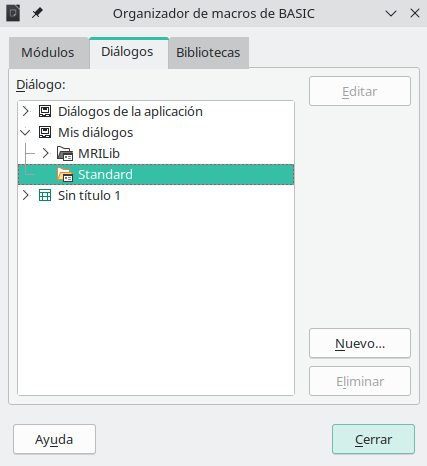 Organizador de macros de BASIC
Módulos Diálogos Bibliotecas
Diálogo:
Editar
Diálogos de la aplicación
Mis diálogos
MRILib
Standard
Sin título 1
Nuevo...
Eliminar
Ayuda
Cerrar